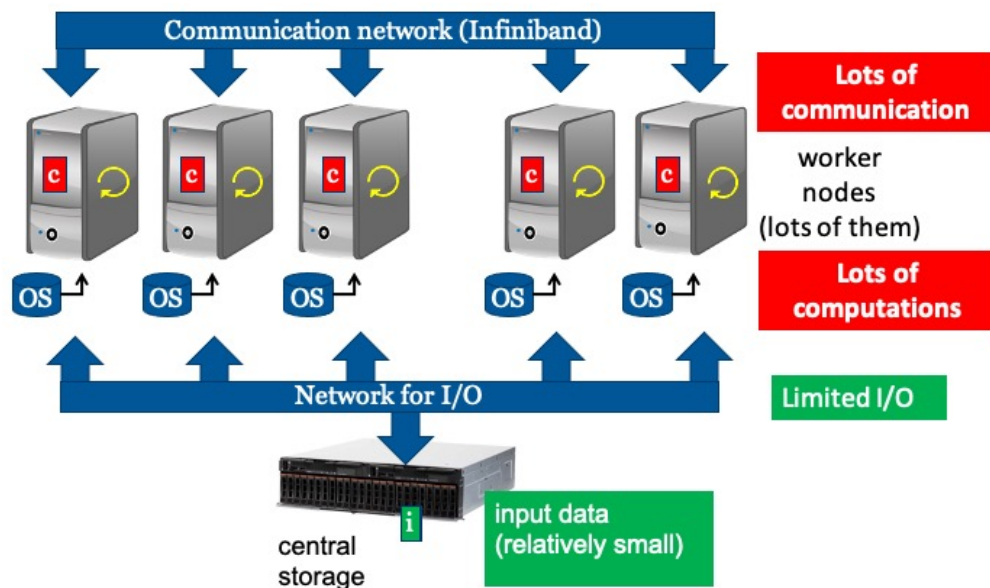 Communication network (Infiniband)
c
c
c
c
c
Lots of
communication
worker
nodes
(lots of them)
OS
OS
OS
OS
OS
Lots of
computations
Network for I/O
Limited I/O
i
input data
(relatively small)
central
storage